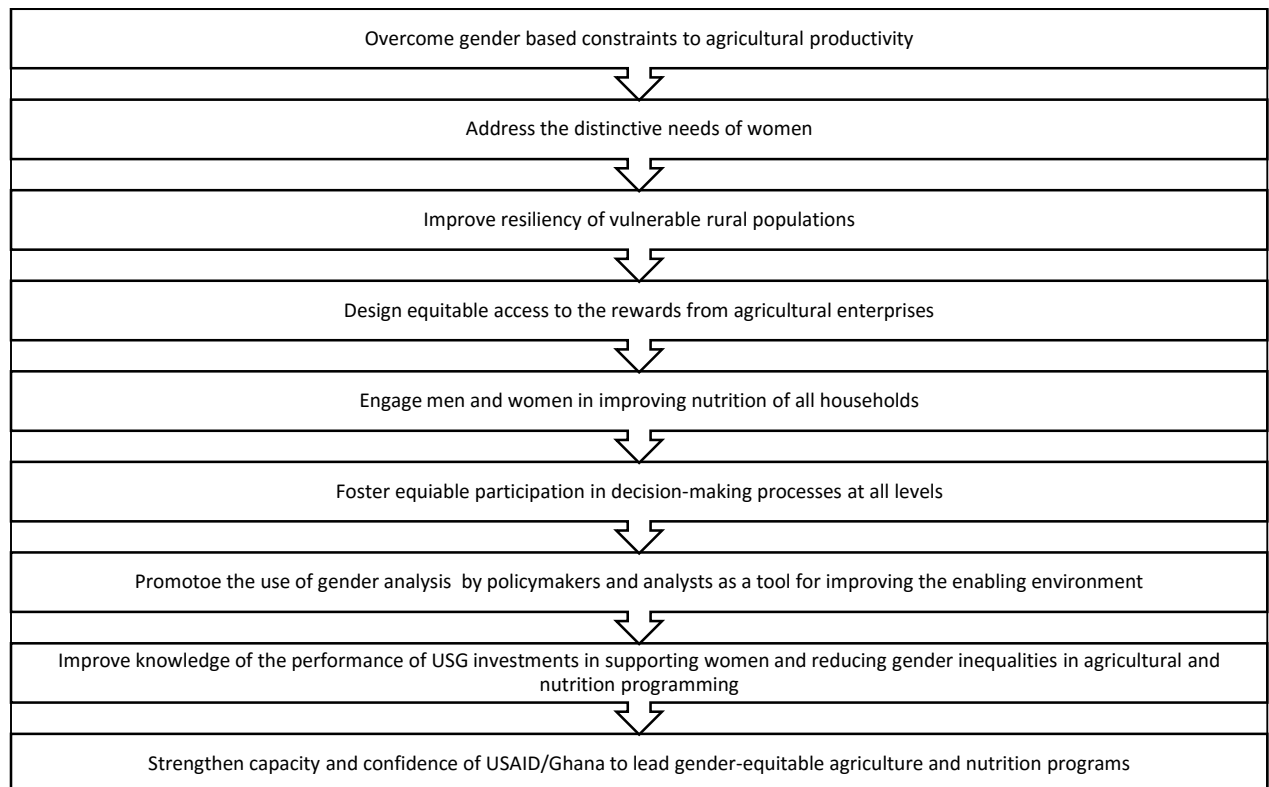 Overcome gender based constraints to agricultural productivity
Address the distinctive needs of women
Improve resiliency of vulnerable rural populations
Design equitable access to the rewards from agricultural enterprises
Engage men and women in improving nutrition of all households
Foster equiable participation in decision-making processes at all levels
Promotoe the use of gender analysis  by policymakers and analysts as a tool for improving the enabling environment
Improve knowledge of the performance of USG investments in supporting women and reducing gender inequalities in agricultural and
nutrition programming
Strengthen capacity and confidence of USAID/Ghana to lead gender-equitable agriculture and nutrition programs